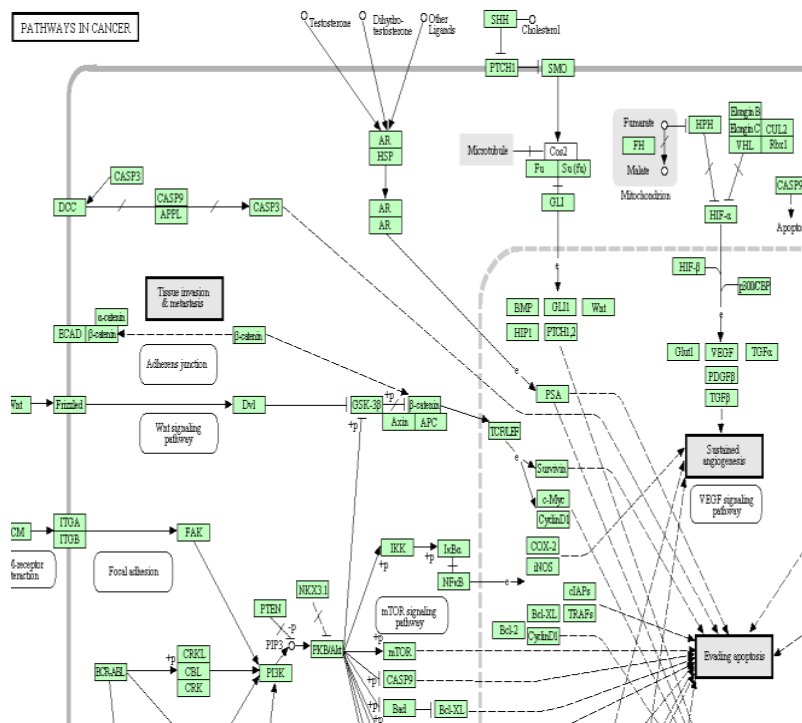 PATHWAYS IN CANCER
Testosterone
Dihydro-
testosterone
Other
Ligands
SHH
Cholesterol
PTCH1
SMO
AR
HSP
AR
AR
Microtubule
Cos2
Fu
Su(fu)
GLI
Fumarate
FH
Malate
Mitochondrion
HPH
Elongin B
Elongin C
CUL2
VHL
Rbx1
HIF-α
CASP9
Apopto
CASP3
DCC
CASP9
APPL
CASP3
HIF-β
p300/CBP
e
e
Tissue invasion
& metastasis
α-catenin
ECAD
β-catenin
β-catenin
Adherens junction
BMP
GLI1
Wnt
HIP1
PTCH1,2
Glut1
VEGF
TGFα
PDGFβ
TGFβ
Wnt
Frizzled
Dvl
GSK-3β
+p
β-catenin
Axin
APC
+p
e
PSA
Wnt signaling
pathway
TCF/LEF
e
Survivin
c-Myc
CyclinD1
Sustained
angiogenesis
VEGF signaling
pathway
CM
ITGA
ITGB
FAK
Focal adhesion
IKK
+p
IκBα
+p
NFκB
e
COX-2
iNOS
NKX3.1
PTEN
-p
PIP3
PKB/Akt
mTOR signaling
pathway
+p
mTOR
cIAPs
Bcl-XL
TRAFs
Bcl-2
CyclinD1
Evading apoptosis
BCR-ABL
+p
CRKL
CBL
CRK
PI3K
+p
CASP9
+p
Bad
Bcl-XL
+p